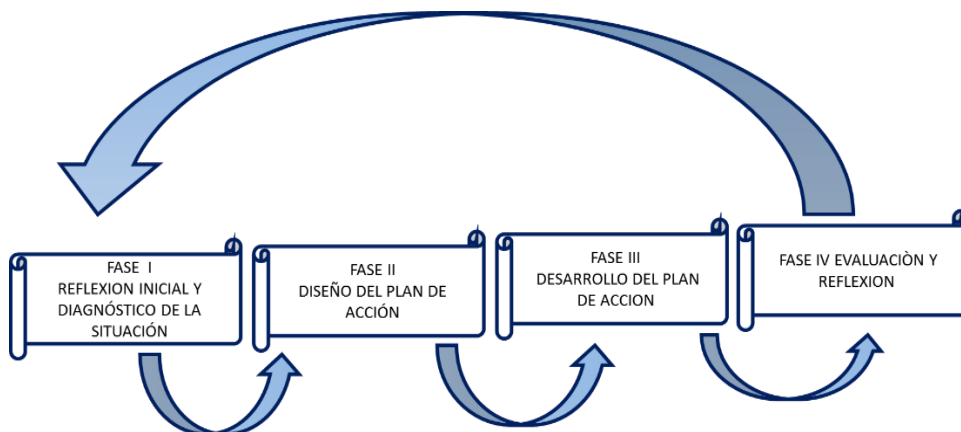 FASE I
REFLEXION INICIAL Y
DIAGNÓSTICO DE LA
SITUACIÓN
FASE II
DISEÑO DEL PLAN DE
ACCIÓN
FASE III
DESARROLLO DEL PLAN
DE ACCION
FASE IV EVALUACIÒN Y
REFLEXION